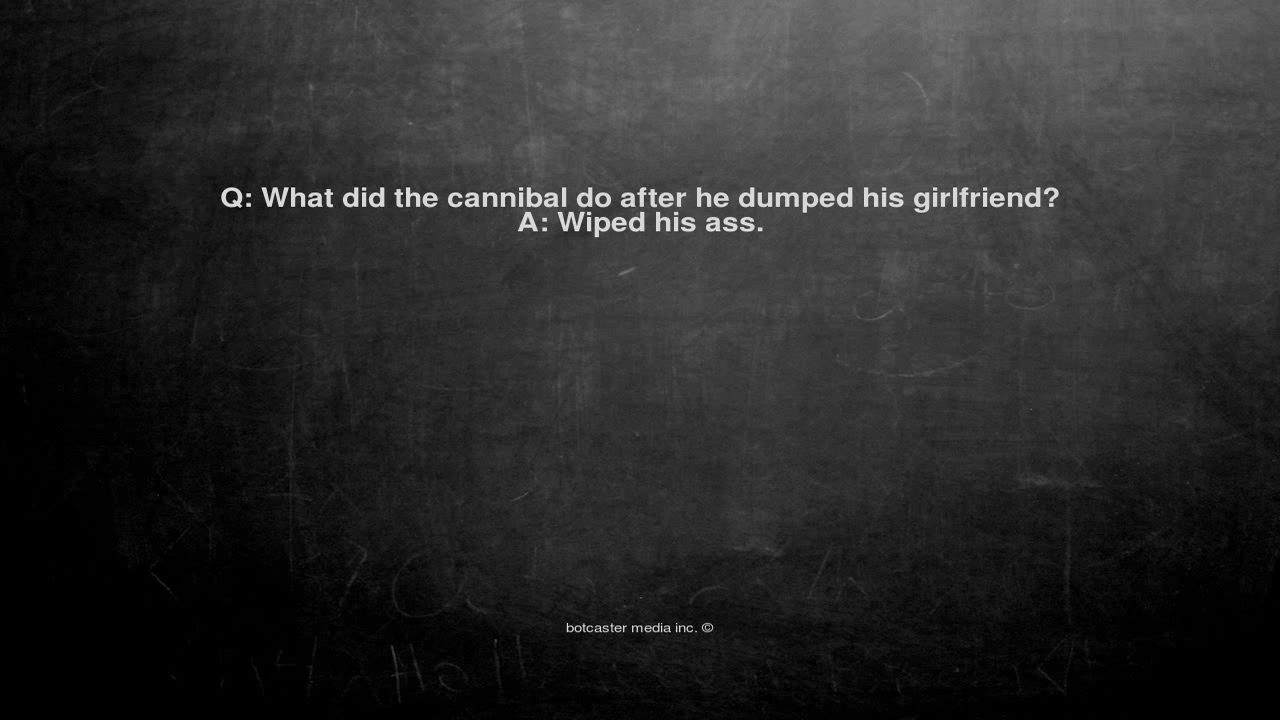 Q: What did the cannibal do after he dumped his girlfriend?
A: Wiped his ass.
botcaster media inc. ©